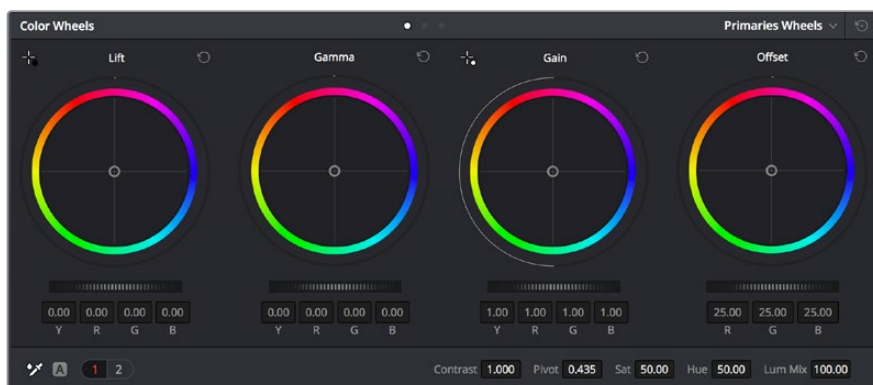 Color Wheels Primaries Wheels
Lift Gamma Gain Offset
0.00 0.00 0.00 0.00 0.00 0.00 0.00 0.00 1.00 1.00 1.00 1.00 25.00 25.00 25.00
Y R G B Y R G B Y R G B R G B
A 1 2 Contrast 1.000 Pivot 0.435 Sat 50.00 Hue 50.00 Lum Mix 100.00